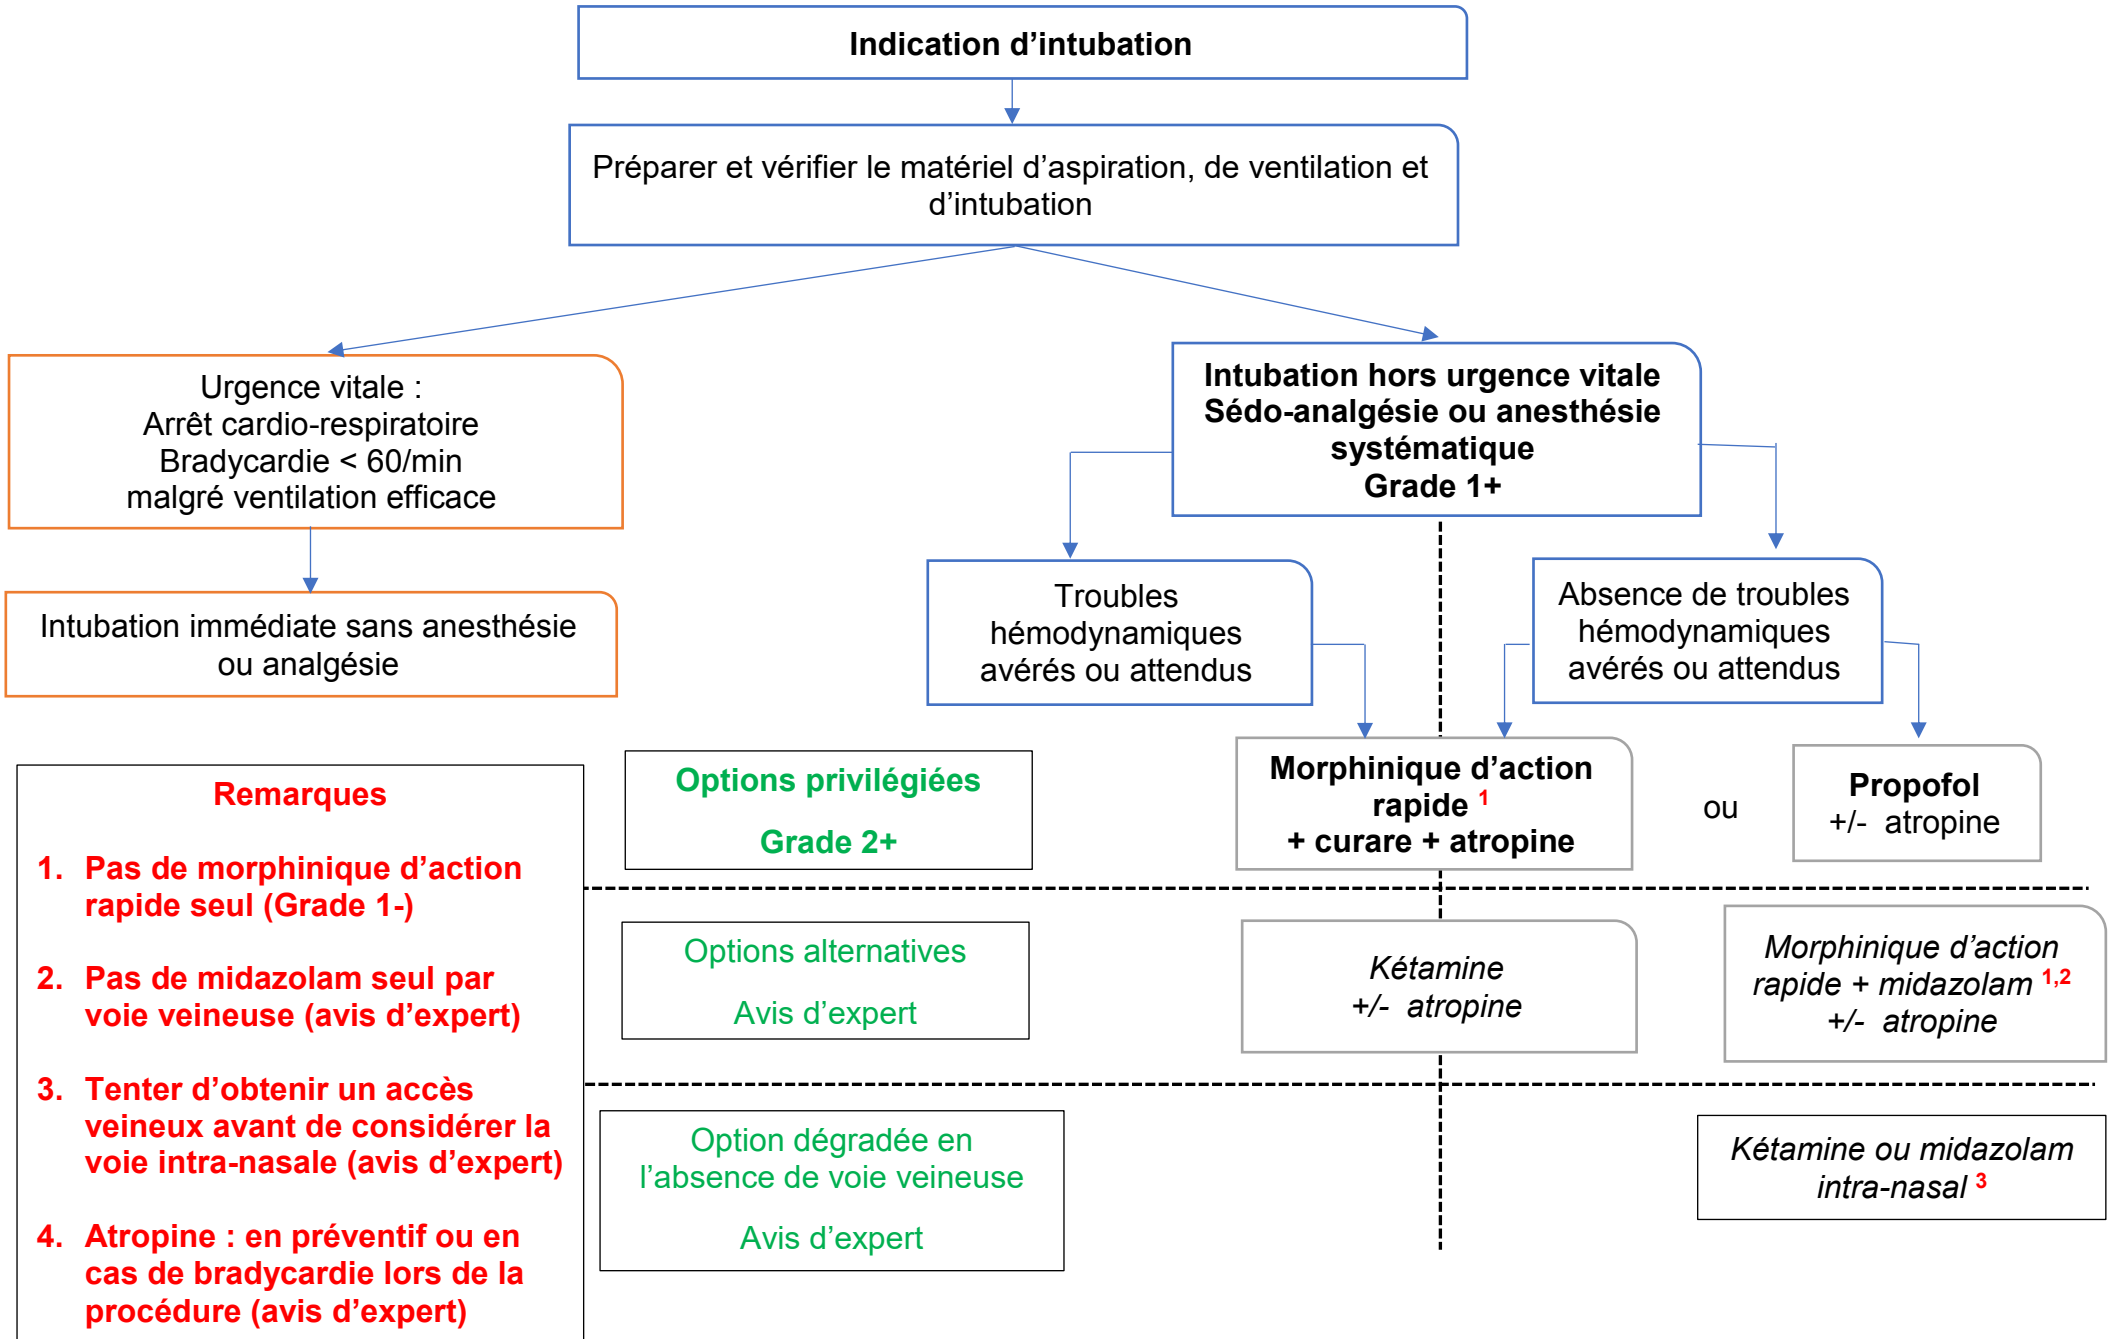 Indication d’intubation
Préparer et vérifier le matériel d’aspiration, de ventilation et
d’intubation
Urgence vitale :
Arrêt cardio-respiratoire
Bradycardie < 60/min
malgré ventilation efficace
Intubation immédiate sans anesthésie
ou analgésie
Intubation hors urgence vitale
Sédo-analgésie ou anesthésie
systématique
Grade 1+
Troubles
hémodynamiques
avérés ou attendus
Absence de troubles
hémodynamiques
avérés ou attendus
Options privilégiées
Grade 2+
Morphinique d’action
rapide 1
+ curare + atropine
ou
Propofol
+/- atropine
Options alternatives
Avis d’expert
Kétamine
+/- atropine
Morphinique d’action
rapide + midazolam 1,2
+/- atropine
Option dégradée en
l’absence de voie veineuse
Avis d’expert
Kétamine ou midazolam
intra-nasal 3
Remarques
1. Pas de morphinique d’action
rapide seul (Grade 1-)
2. Pas de midazolam seul par
voie veineuse (avis d’expert)
3. Tenter d’obtenir un accès
veineux avant de considérer la
voie intra-nasale (avis d’expert)
4. Atropine : en préventif ou en
cas de bradycardie lors de la
procédure (avis d’expert)